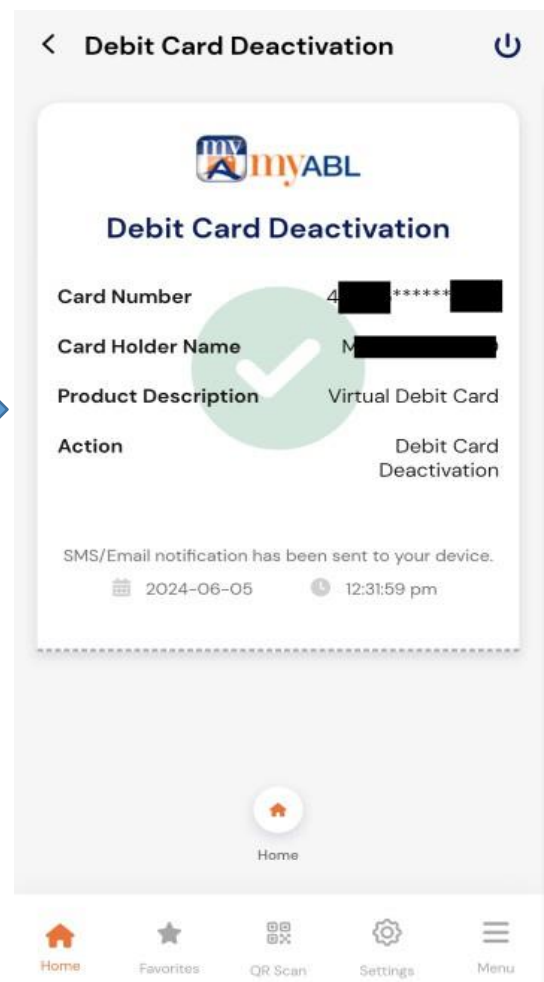 Debit Card Deactivation
my A myABL
Debit Card Deactivation
Card Number 4 ******
Card Holder Name M
Product Description Virtual Debit Card
Action Debit Card
Deactivation
SMS/Email notification has been sent to your device.
2024-06-05 12:31:59 pm
Home
Home Favorites QR Scan Settings Menu